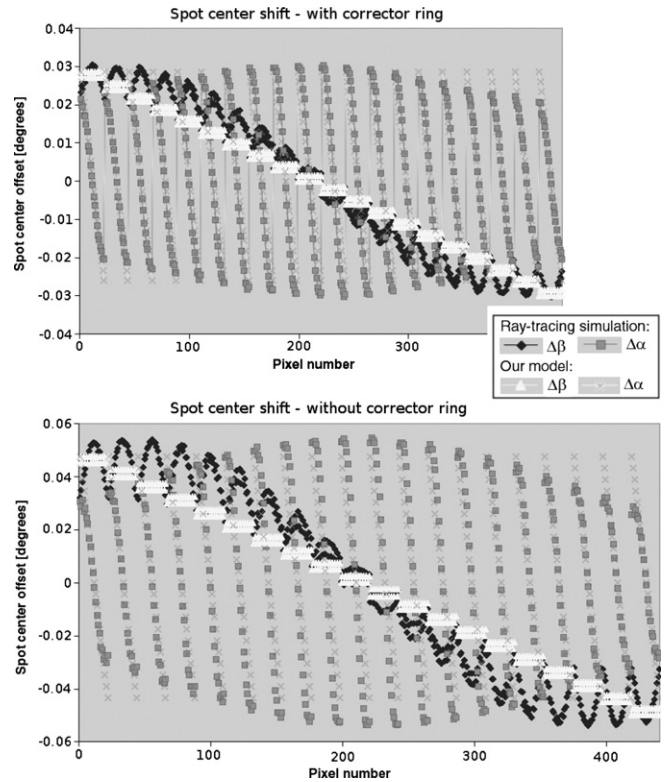 Spot center shift - with corrector ring
0.04
0.03
0.02
0.01
0
-0.01
-0.02
-0.03
-0.04
Spot center offset [degrees]
0 100 200 300
Pixel number
Ray-tracing simulation:
Δβ Δα
Our model:
Δβ Δα
Spot center shift - without corrector ring
0.06
0.04
0.02
0
-0.02
-0.04
-0.06
Spot center offset [degrees]
0 100 200 300 400
Pixel number